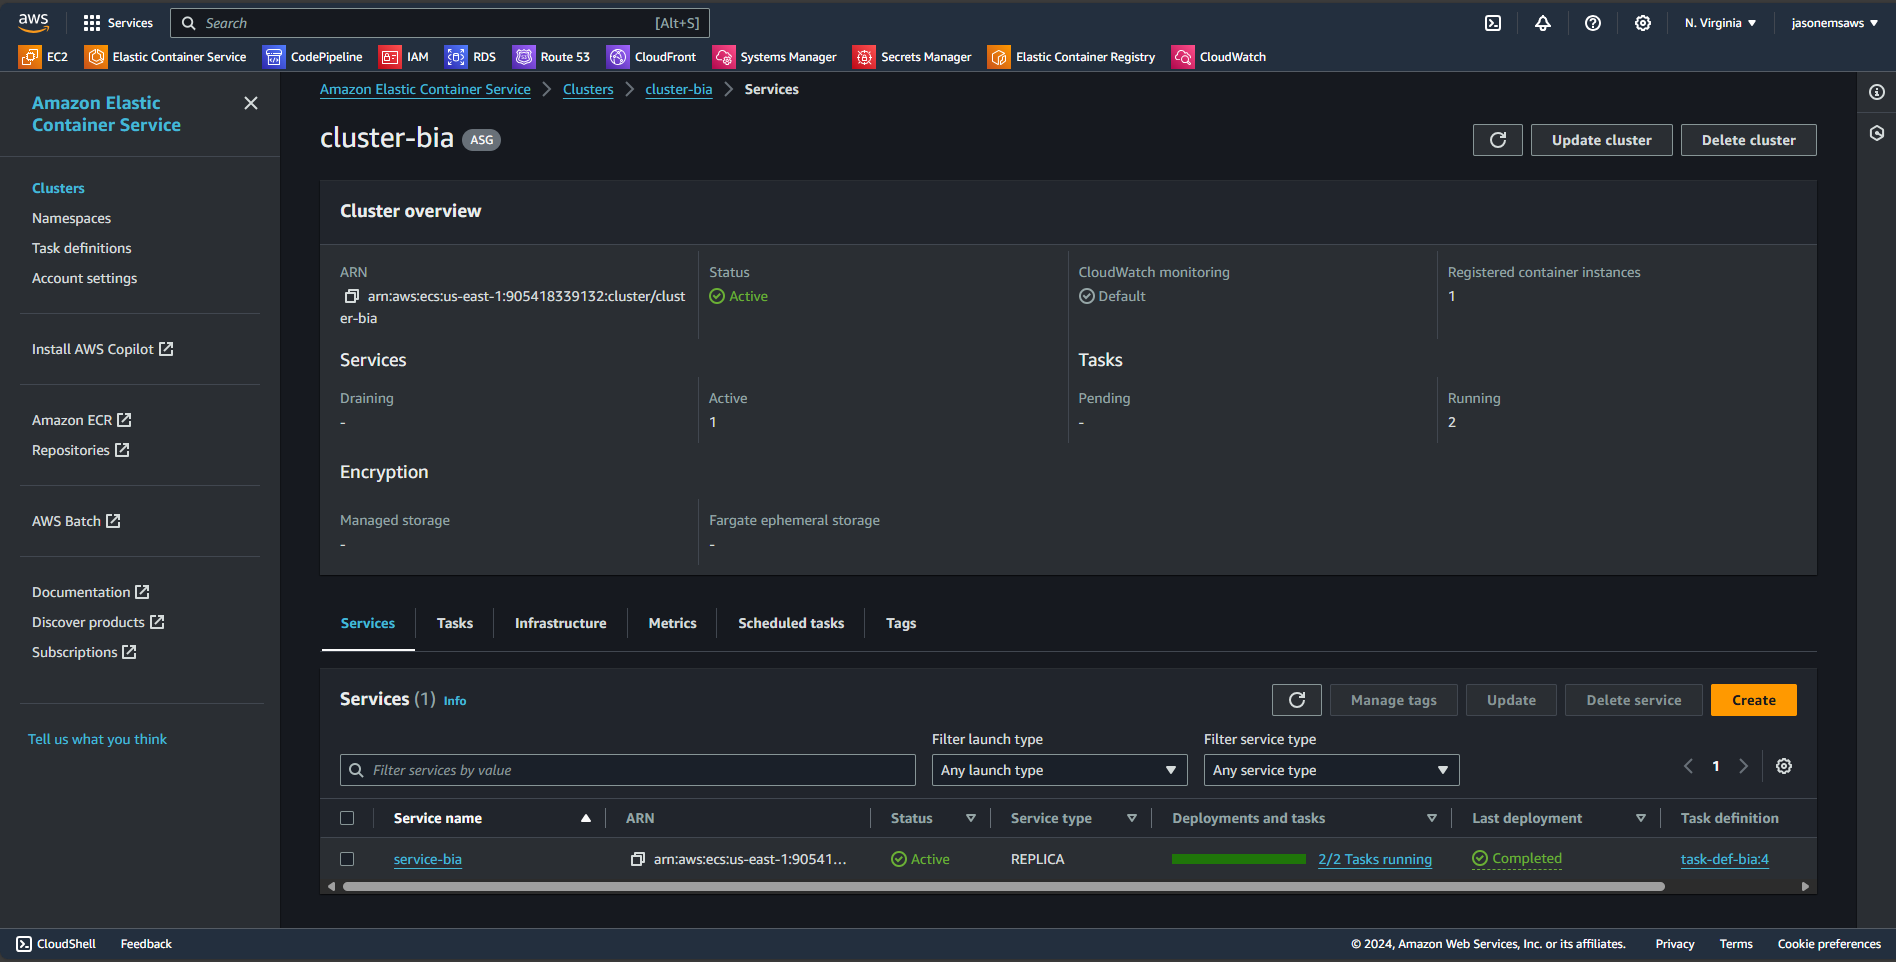 aws
Services
Search
[Alt+S]
N. Virginia
jasonemsaws
EC2
Elastic Container Service
CodePipeline
IAM
RDS
Route 53
CloudFront
Systems Manager
Secrets Manager
Elastic Container Registry
CloudWatch
Amazon Elastic
Container Service
Clusters
Namespaces
Task definitions
Account settings
Install AWS Copilot
Amazon ECR
Repositories
AWS Batch
Documentation
Discover products
Subscriptions
Tell us what you think
Amazon Elastic Container Service
Clusters
cluster-bia
Services
cluster-bia
ASG
Update cluster
Delete cluster
Cluster overview
ARN
arn:aws:ecs:us-east-1:905418339132:cluster/clust
er-bia
Status
Active
CloudWatch monitoring
Default
Registered container instances
1
Services
Tasks
Draining
-
Active
1
Pending
-
Running
2
Encryption
Managed storage
-
Fargate ephemeral storage
-
Services
Tasks
Infrastructure
Metrics
Scheduled tasks
Tags
Services (1)
Info
Manage tags
Update
Delete service
Create
Filter services by value
Filter launch type
Any launch type
Filter service type
Any service type
1
Service name
ARN
Status
Service type
Deployments and tasks
Last deployment
Task definition
service-bia
arn:aws:ecs:us-east-1:90541...
Active
REPLICA
2/2 Tasks running
Completed
task-def-bia:4
CloudShell
Feedback
© 2024, Amazon Web Services, Inc. or its affiliates.
Privacy
Terms
Cookie preferences